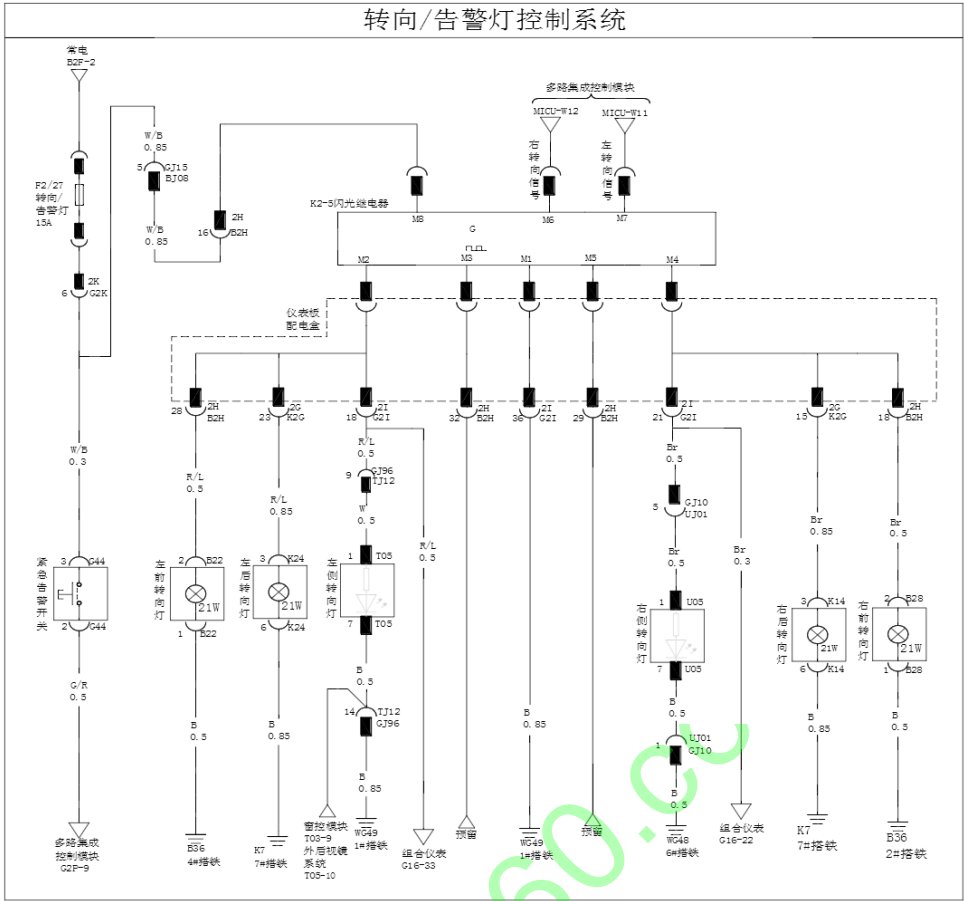 转向/告警灯控制系统
常电
B2F-2
多路集成控制模块
MICU-W12
MICU-W11
W/B
0.85
5
GJ15
BJ08
右转向信号
左转向信号
F2/27
转向/
告警灯
15A
K2-5闪光继电器
M8
M6
M7
2H
16
B2H
W/B
0.85
G
M2
M3
M1
M5
M4
2K
6
G2K
仪表板
配电盒
28
2H
B2H
23
2G
K2G
18
2I
G2I
32
2H
B2H
36
2I
G2I
29
2H
B2H
21
2I
G2I
15
2G
K2G
18
2H
B2H
W/B
0.3
R/L
0.5
R/L
0.85
R/L
0.5
9
GJ96
TJ12
W
0.5
R/L
0.5
Br
0.5
5
GJ10
UJ01
Br
0.5
Br
0.3
Br
0.85
Br
0.5
紧急告警开关
3
G44
2
G44
左前转向灯
2
B22
21W
1
B22
左后转向灯
3
K24
21W
6
K24
左侧转向灯
1
T05
7
T05
右侧转向灯
1
U05
7
U05
右后转向灯
3
K14
21W
6
K14
右前转向灯
2
B28
21W
1
B28
G/R
0.5
B
0.5
B
0.85
B
0.5
14
TJ12
GJ96
B
0.85
B
0.85
B
0.5
1
UJ01
GJ10
B
0.5
B
0.85
B
0.5
多路集成
控制模块
G2F-9
B36
4#搭铁
K7
7#搭铁
窗控模块
T03-9
外后视镜
系统
T05-10
WG49
1#搭铁
组合仪表
G16-33
预留
WG49
1#搭铁
预留
WG48
6#搭铁
组合仪表
G16-22
K7
7#搭铁
B36
2#搭铁
60.cc